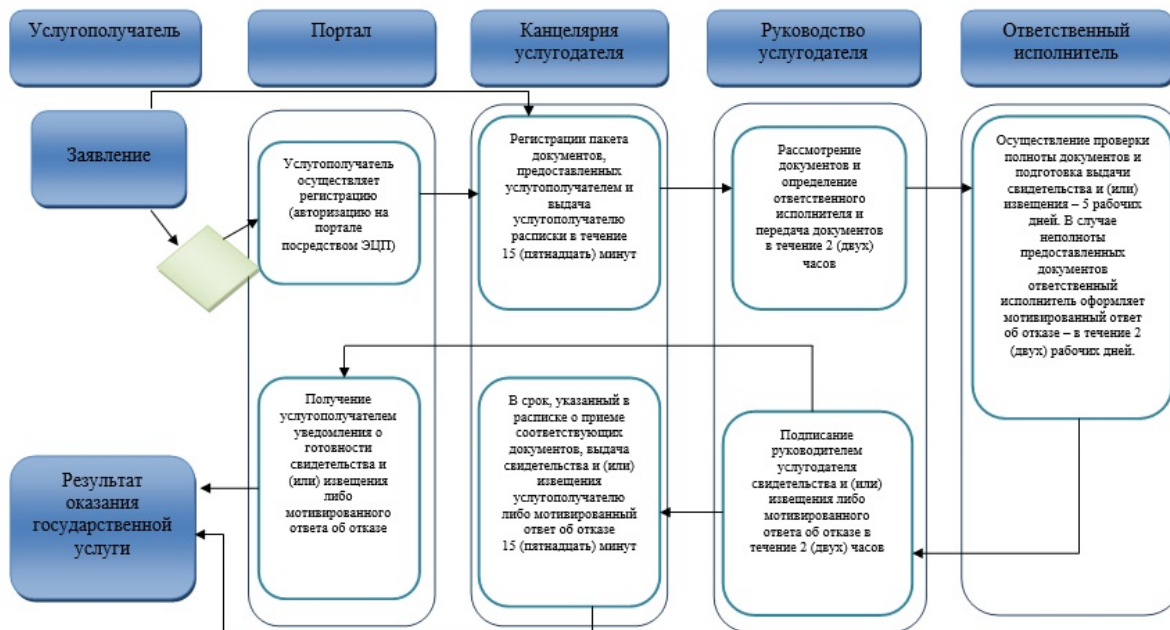 Услугополучатель
Портал
Канцелярия
услугодателя
Руководство
услугодателя
Ответственный
исполнитель
Заявление
Услугополучатель
осуществляет
регистрацию
(авторизацию на
портале
посредством ЭЦП)
Регистрации пакета
документов,
предоставленных
услугополучателем и
выдача
услугополучателю
расписки в течение
15 (пятнадцать) минут
Рассмотрение
документов и
определение
ответственного
исполнителя и
передача документов
в течение 2 (двух)
часов
Осуществление проверки
полноты документов и
подготовка выдачи
свидетельства и (или)
извещения – 5 рабочих
дней. В случае
неполноты
предоставленных
документов
ответственный
исполнитель оформляет
мотивированный ответ
об отказе – в течение 2
(двух) рабочих дней.
Результат
оказания
государственной
услуги
Получение
услугополучателем
уведомления о
готовности
свидетельства и
(или) извещения
либо
мотивированного
ответа об отказе
В срок, указанный в
расписке о приеме
соответствующих
документов, выдача
свидетельства и (или)
извещения
услугополучателю
либо мотивированный
ответ об отказе
15 (пятнадцать) минут
Подписание
руководителем
услугодателя
свидетельства и (или)
извещения либо
мотивированного
ответа об отказе в
течение 2 (двух) часов